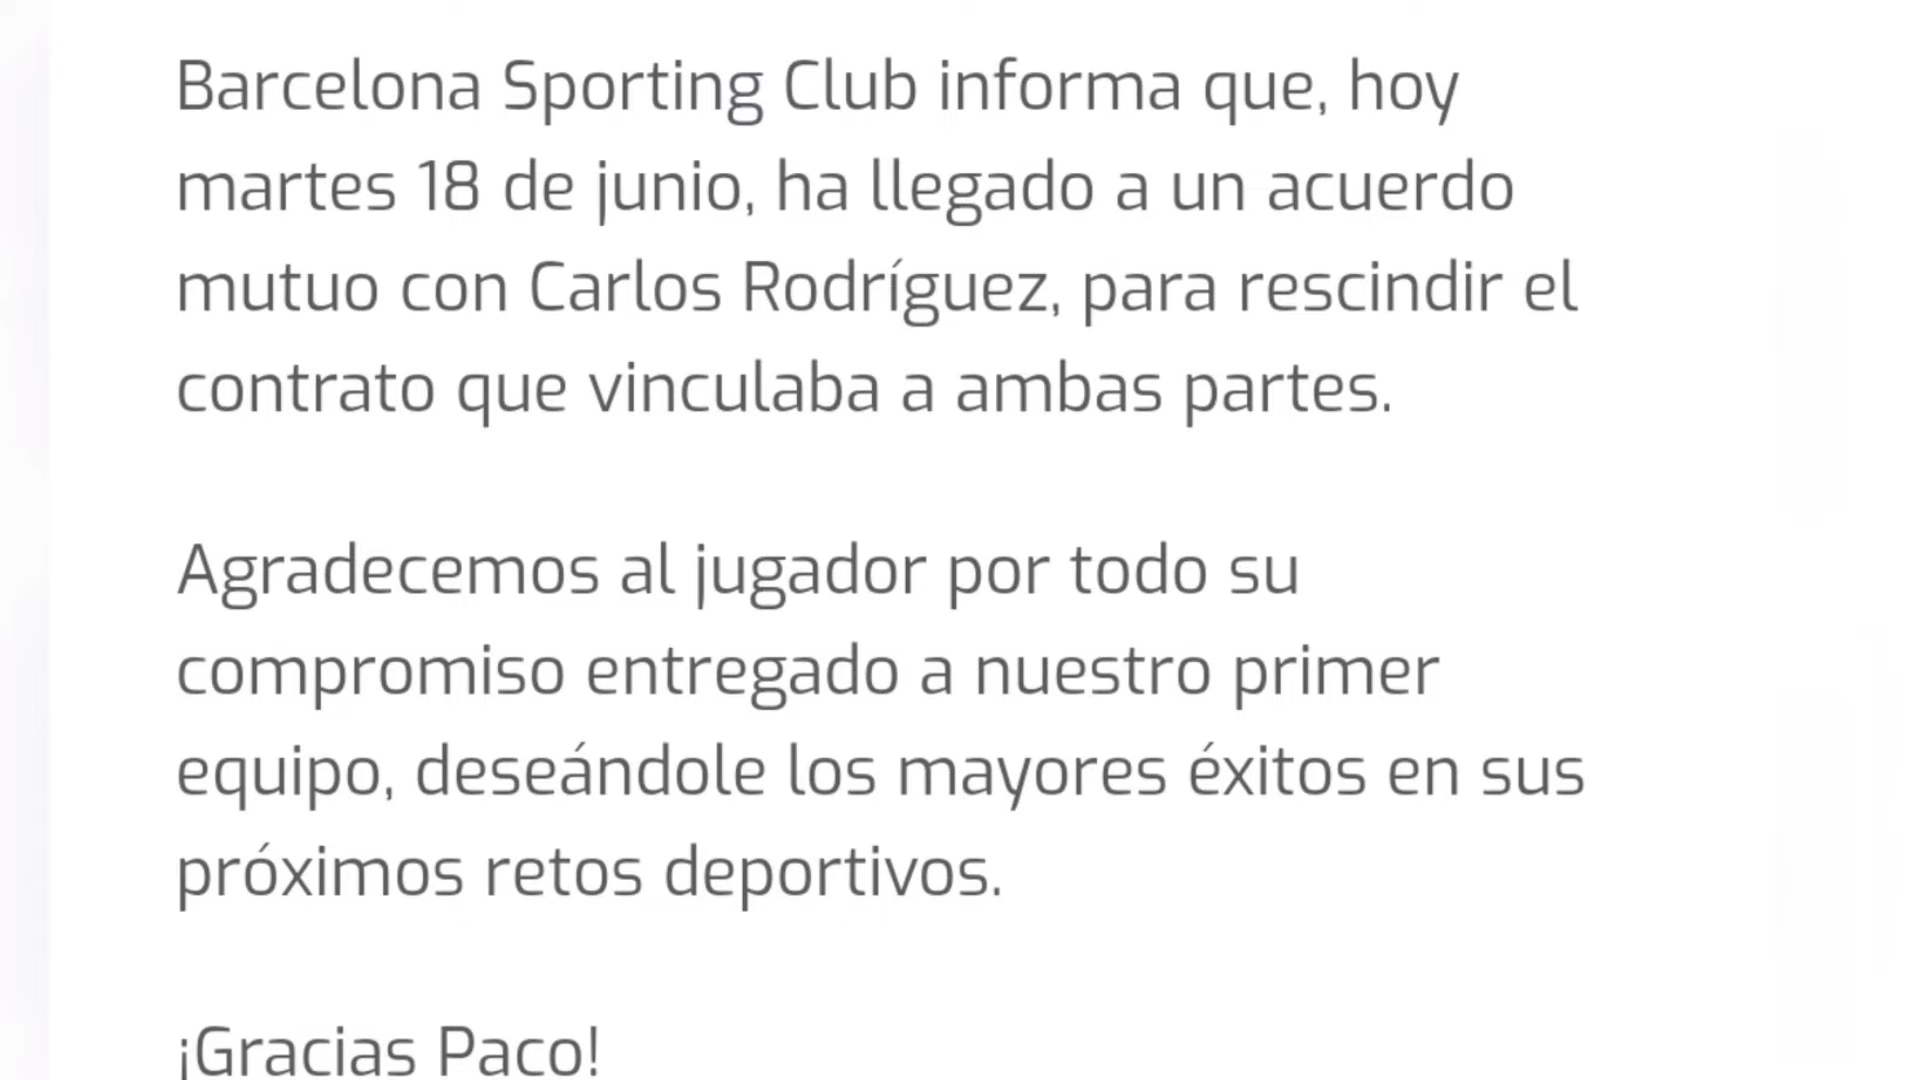 Barcelona Sporting Club informa que, hoy
martes 18 de junio, ha llegado a un acuerdo
mutuo con Carlos Rodríguez, para rescindir el
contrato que vinculaba a ambas partes.
Agradecemos al jugador por todo su
compromiso entregado a nuestro primer
equipo, deseándole los mayores éxitos en sus
próximos retos deportivos.
¡Gracias Paco!